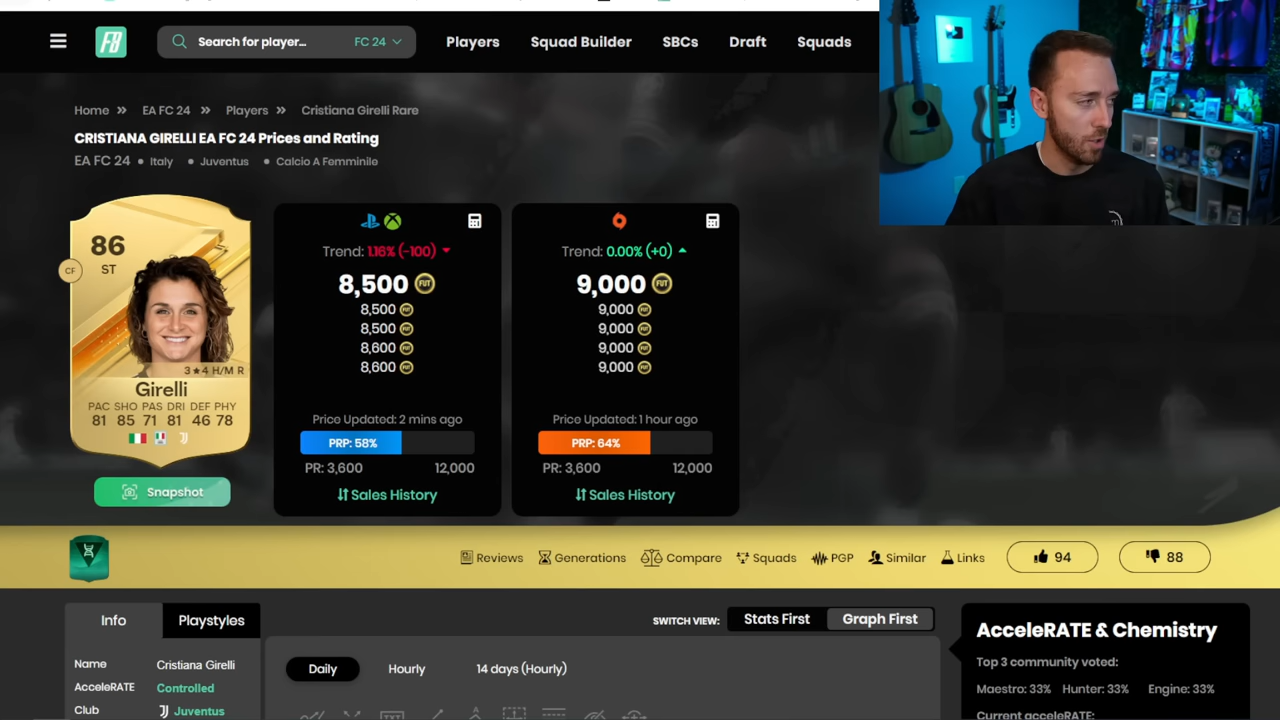 FB
Search for player...
FC 24
Players
Squad Builder
SBCs
Draft
Squads
Home » EA FC 24 » Players » Cristiana Girelli Rare
CRISTIANA GIRELLI EA FC 24 Prices and Rating
EA FC 24 • Italy • Juventus • Calcio A Femminile
86
ST
CF
3★4 H/M R
Girelli
PAC SHO PAS DRI DEF PHY
81 85 71 81 46 78
Snapshot
Trend: 1.16% (-100)
8,500 FUT
8,500
8,500
8,600
8,600
Price Updated: 2 mins ago
PRP: 58%
PR: 3,600 12,000
Sales History
Trend: 0.00% (+0)
9,000 FUT
9,000
9,000
9,000
9,000
Price Updated: 1 hour ago
PRP: 64%
PR: 3,600 12,000
Sales History
Reviews
Generations
Compare
Squads
PGP
Similar
Links
94
88
Info
Playstyles
Name Cristiana Girelli
AcceleRATE Controlled
Club Juventus
SWITCH VIEW: Stats First Graph First
Daily Hourly 14 days (Hourly)
TXT
AcceleRATE & Chemistry
Top 3 community voted:
Maestro: 33% Hunter: 33% Engine: 33%
Current acceleRATE: